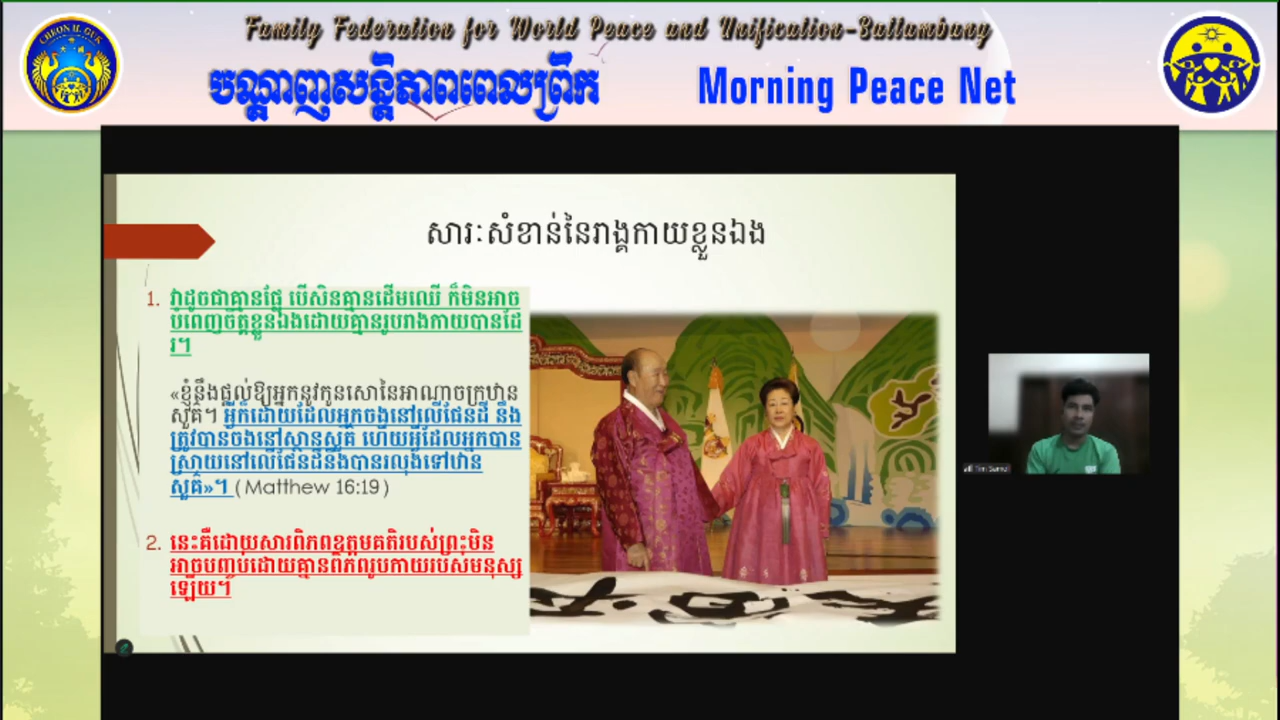 Family Federation for World Peace and Unification-Battambang
បណ្ដាញសន្តិភាពពេលព្រឹក
Morning Peace Net
CHEON IL GUK
សារៈសំខាន់នៃរាង្គកាយខ្លួនឯង
1. វាដូចជាគ្មានផ្លែ បើសិនគ្មានដើមឈើ ក៏មិនអាច
បំពេញចិត្តខ្លួនឯងដោយគ្មានរូបរាងកាយបានដែ
រ។
«ខ្ញុំនឹងផ្តល់ឱ្យអ្នកនូវកូនសោនៃអាណាចក្រឋាន
សួគ៌។ អ្វីក៏ដោយដែលអ្នកចងនៅលើផែនដី នឹង
ត្រូវបានចងនៅស្ថានសួគ៌ ហើយអ្វីដែលអ្នកបាន
ស្រាយនៅលើផែនដីនឹងបានរលុងទៅឋាន
សួគ៌»។ (Matthew 16:19)
2. នេះគឺដោយសារពិភពឧត្តមគតិរបស់ព្រះមិន
អាចបញ្ចប់ដោយគ្មានពិភពរូបកាយរបស់មនុស្ស
ឡើយ។